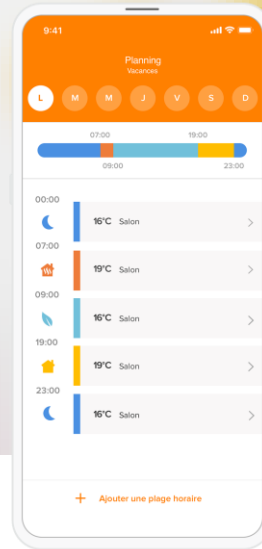 9:41
Planning
Vacances
L M M J V S D
07:00 19:00
09:00 23:00
00:00
16°C Salon
07:00
19°C Salon
09:00
16°C Salon
19:00
19°C Salon
23:00
16°C Salon
+ Ajouter une plage horaire